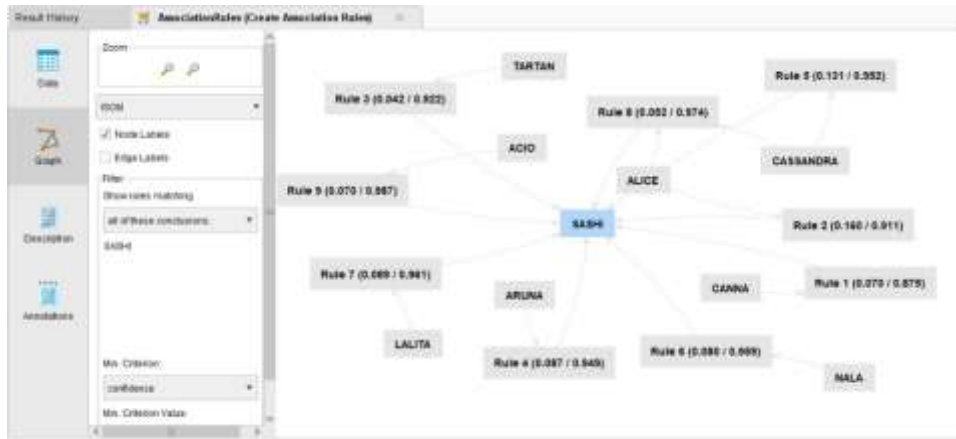 Result History
AssociationRules (Create Association Rules)
Data
Graph
Description
Annotations
Zoom
ISOM
Node Labels
Edge Labels
Filter
Show rules matching
all of these conclusions:
SASHI
Min. Criterion:
confidence
Min. Criterion Value:
TARTAN
Rule 5 (0.131 / 0.952)
Rule 3 (0.042 / 0.922)
Rule 8 (0.052 / 0.974)
ACIO
CASSANDRA
ALICE
Rule 9 (0.070 / 0.987)
SASHI
Rule 2 (0.160 / 0.911)
Rule 7 (0.089 / 0.961)
Rule 1 (0.070 / 0.875)
ARUNA
CANNA
LALITA
Rule 4 (0.087 / 0.949)
Rule 6 (0.080 /
NALA